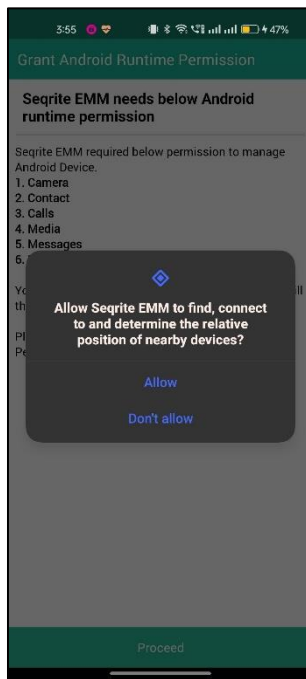 3:55
47%
Grant Android Runtime Permission
Seqrite EMM needs below Android
runtime permission
Seqrite EMM required below permission to manage
Android Device.
1. Camera
2. Contact
3. Calls
4. Media
5. Messages
6.
Allow Seqrite EMM to find, connect
to and determine the relative
position of nearby devices?
Allow
Don't allow
Proceed